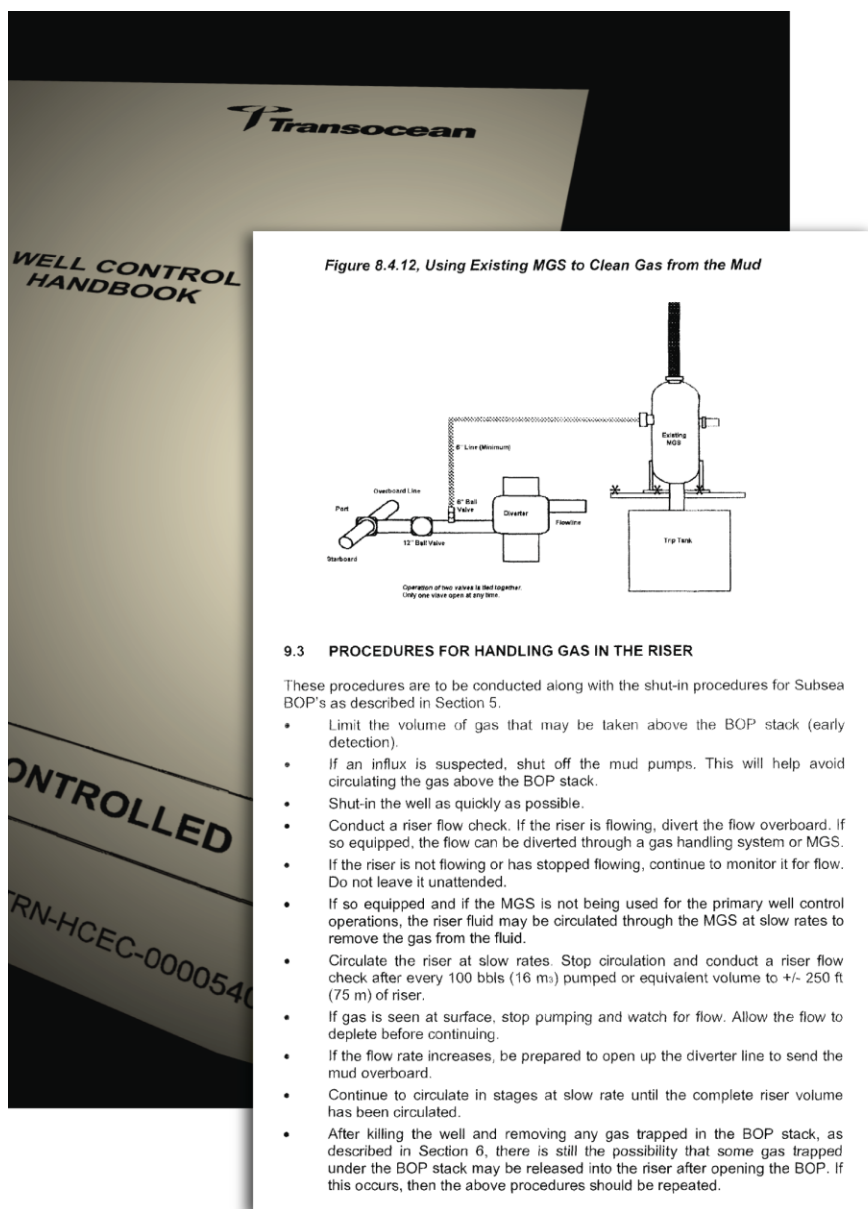 Transocean
WELL CONTROL
HANDBOOK
ONTROLLED
TRN-HCEC-0000540
Figure 8.4.12, Using Existing MGS to Clean Gas from the Mud
Existing
MGS
6" Line (Minimum)
Overboard Line
Port
6" Ball
Valve
Diverter
Flowline
12" Ball Valve
Starboard
Trip Tank
Operation of two valves is tied together.
Only one vlave open at any time.
9.3 PROCEDURES FOR HANDLING GAS IN THE RISER
These procedures are to be conducted along with the shut-in procedures for Subsea
BOP's as described in Section 5.
• Limit the volume of gas that may be taken above the BOP stack (early
detection).
• If an influx is suspected, shut off the mud pumps. This will help avoid
circulating the gas above the BOP stack.
• Shut-in the well as quickly as possible.
• Conduct a riser flow check. If the riser is flowing, divert the flow overboard. If
so equipped, the flow can be diverted through a gas handling system or MGS.
• If the riser is not flowing or has stopped flowing, continue to monitor it for flow.
Do not leave it unattended.
• If so equipped and if the MGS is not being used for the primary well control
operations, the riser fluid may be circulated through the MGS at slow rates to
remove the gas from the fluid.
• Circulate the riser at slow rates. Stop circulation and conduct a riser flow
check after every 100 bbls (16 m3) pumped or equivalent volume to +/- 250 ft
(75 m) of riser.
• If gas is seen at surface, stop pumping and watch for flow. Allow the flow to
deplete before continuing.
• If the flow rate increases, be prepared to open up the diverter line to send the
mud overboard.
• Continue to circulate in stages at slow rate until the complete riser volume
has been circulated.
• After killing the well and removing any gas trapped in the BOP stack, as
described in Section 6, there is still the possibility that some gas trapped
under the BOP stack may be released into the riser after opening the BOP. If
this occurs, then the above procedures should be repeated.